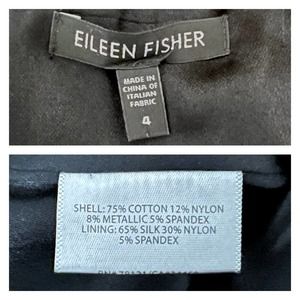 EILEEN FISHER
MADE IN
CHINA OF
ITALIAN
FABRIC
4
SHELL: 75% COTTON 12% NYLON
8% METALLIC 5% SPANDEX
LINING: 65% SILK 30% NYLON
5% SPANDEX